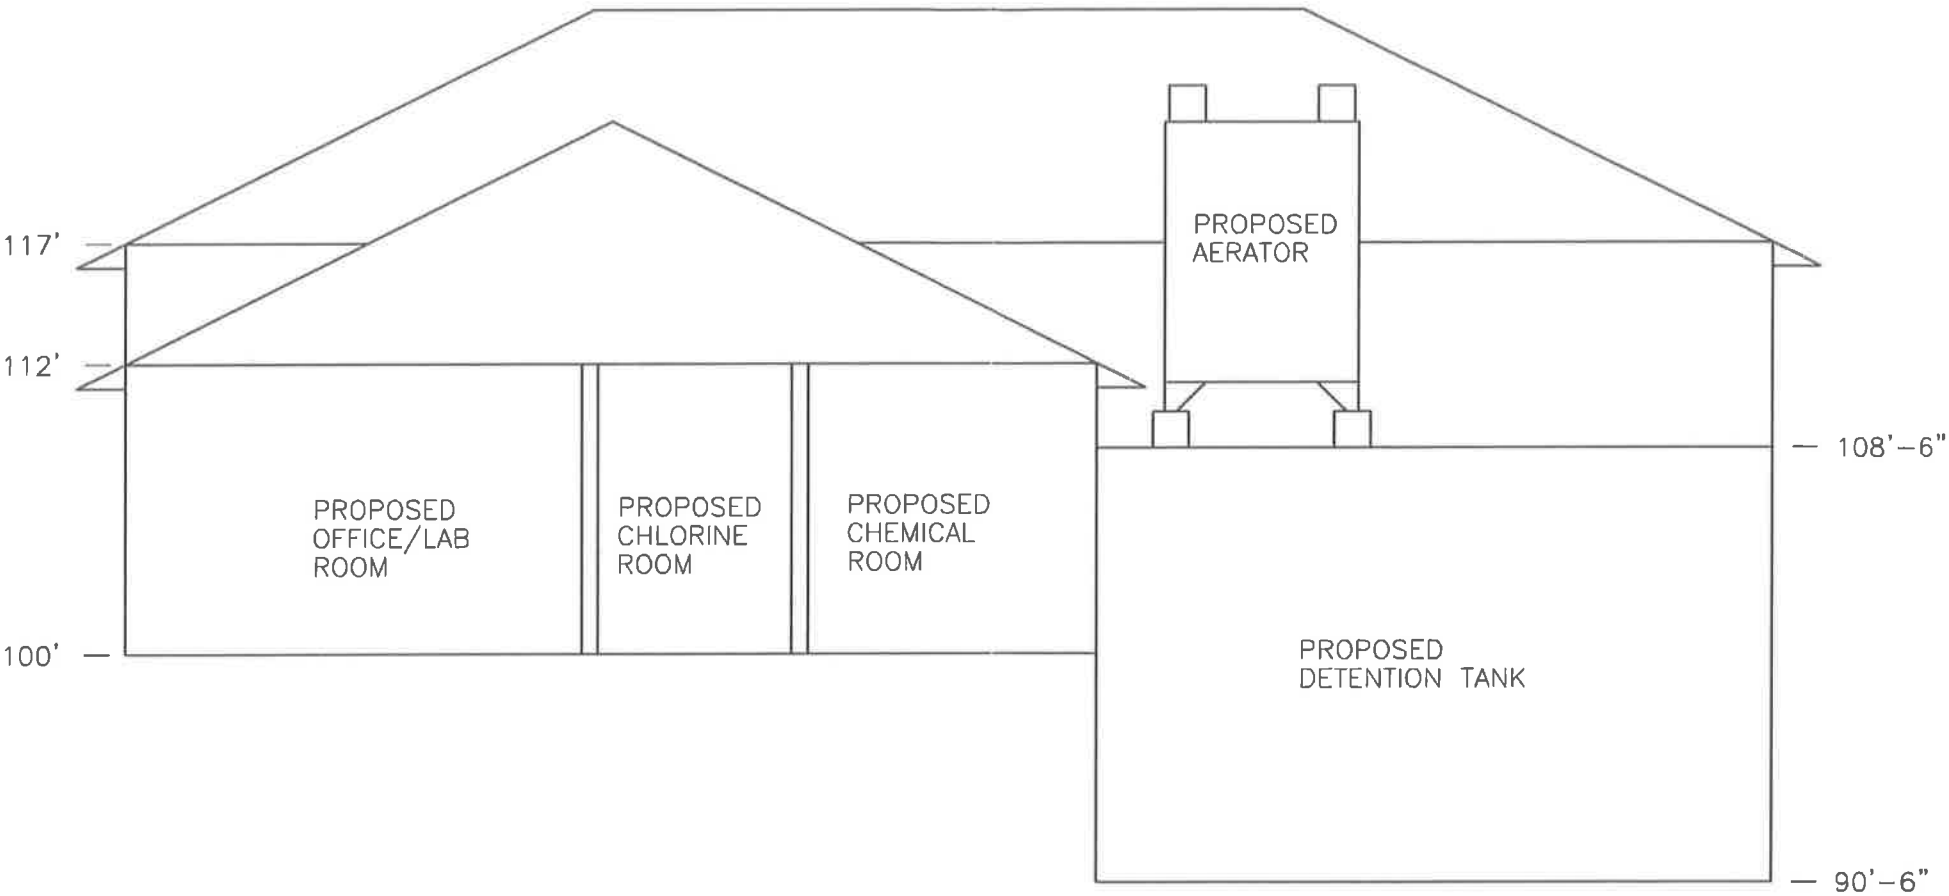 PROPOSED
AERATOR
117'
112'
108'-6"
PROPOSED
OFFICE/LAB
ROOM
PROPOSED
CHLORINE
ROOM
PROPOSED
CHEMICAL
ROOM
100'
PROPOSED
DETENTION TANK
90'-6"